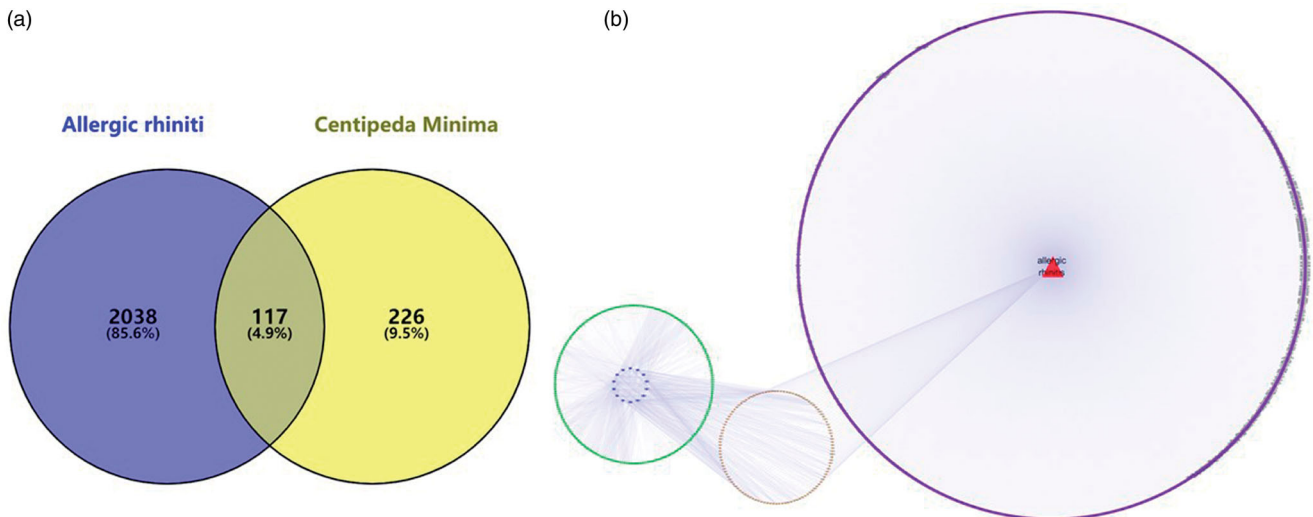 (a)
(b)
Allergic rhiniti
Centipeda Minima
2038
(85.6%)
117
(4.9%)
226
(9.5%)
allergic
rhinitis